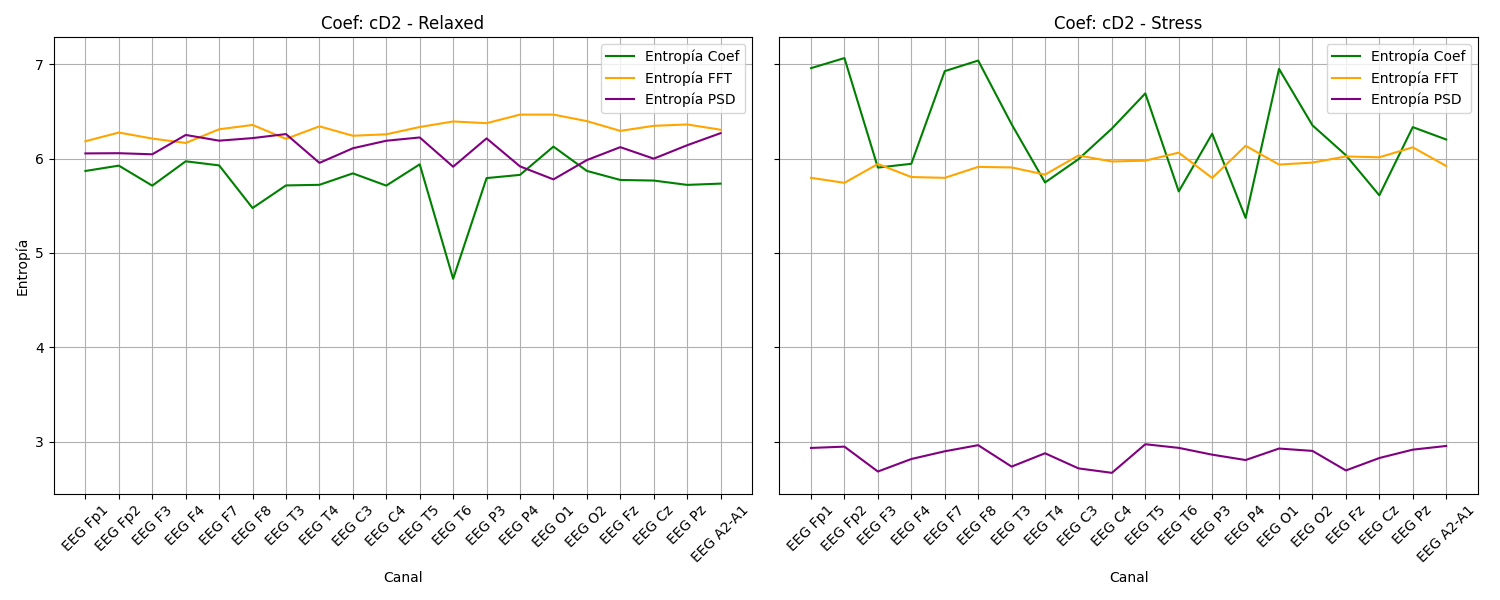 Coef: cD2 - Relaxed
Entropía Coef
Entropía FFT
Entropía PSD
7
6
5
4
3
Entropía
EEG Fp1
EEG Fp2
EEG F3
EEG F4
EEG F7
EEG F8
EEG T3
EEG T4
EEG C3
EEG C4
EEG T5
EEG T6
EEG P3
EEG P4
EEG O1
EEG O2
EEG Fz
EEG Cz
EEG Pz
EEG A2-A1
Canal
Coef: cD2 - Stress
Entropía Coef
Entropía FFT
Entropía PSD
EEG Fp1
EEG Fp2
EEG F3
EEG F4
EEG F7
EEG F8
EEG T3
EEG T4
EEG C3
EEG C4
EEG T5
EEG T6
EEG P3
EEG P4
EEG O1
EEG O2
EEG Fz
EEG Cz
EEG Pz
EEG A2-A1
Canal